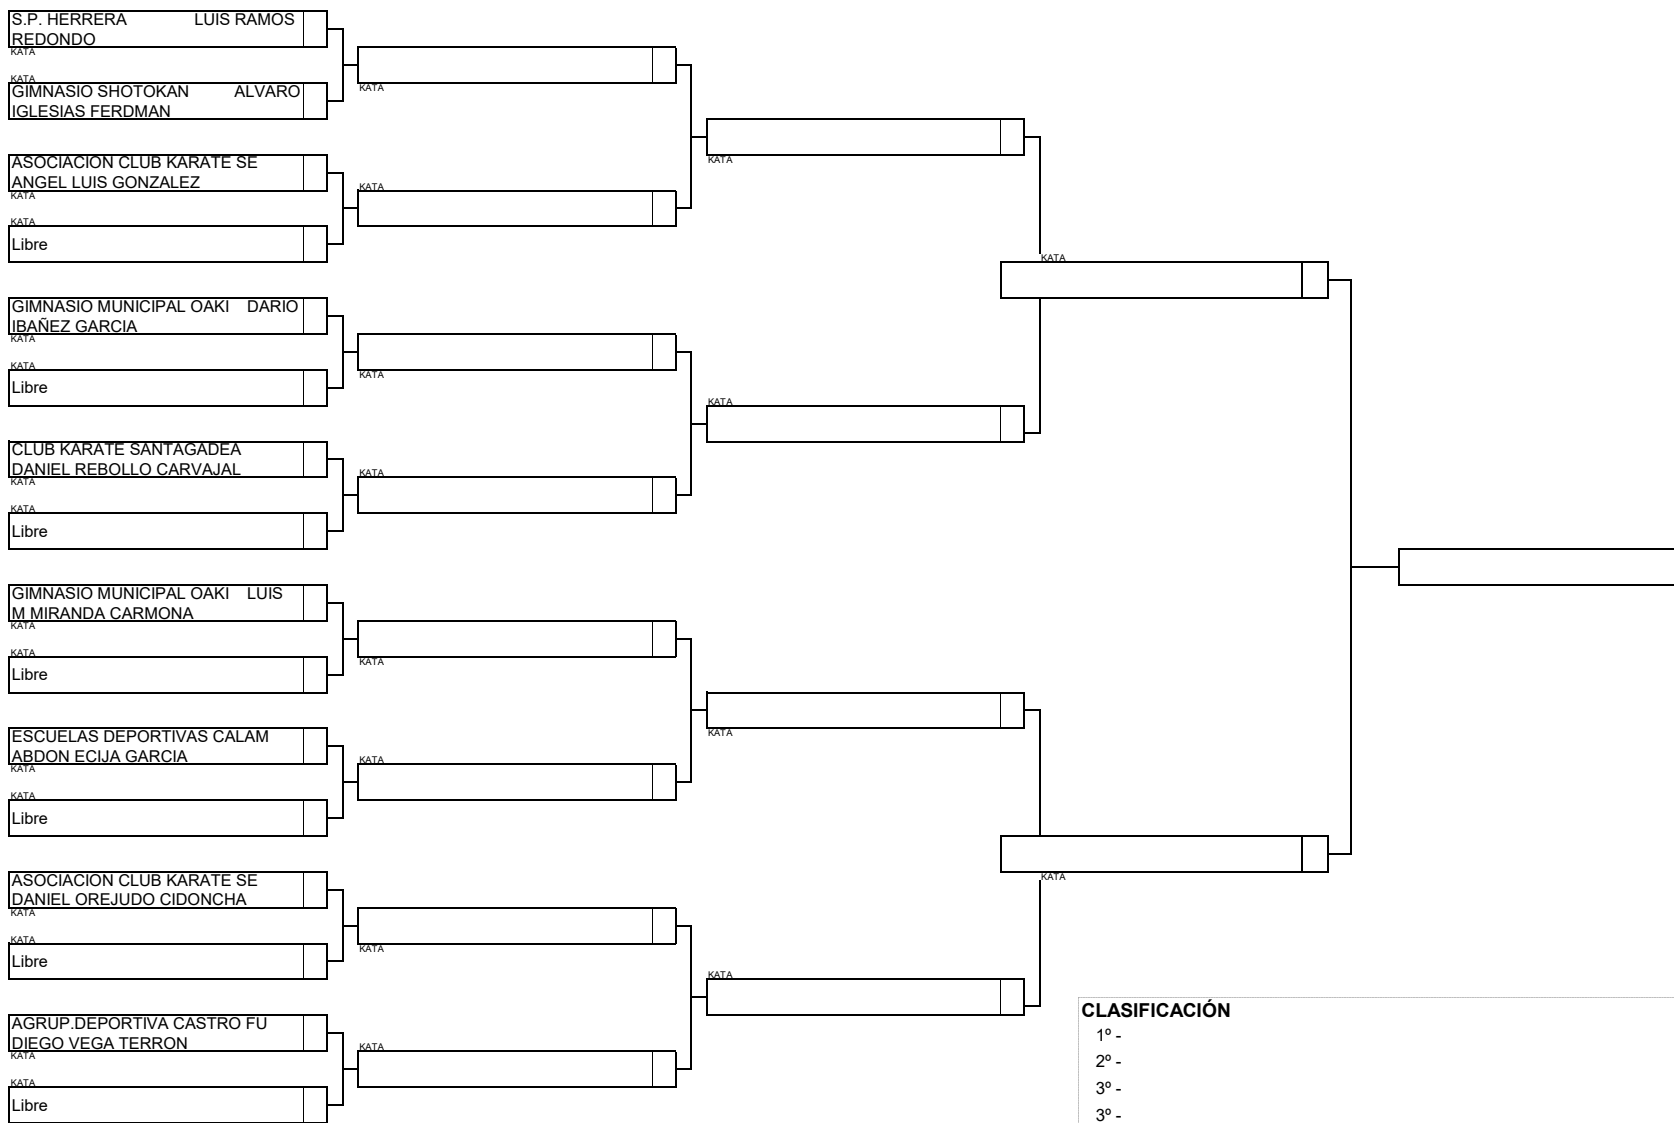 S.P. HERRERA LUIS RAMOS
REDONDO
KATA
KATA
GIMNASIO SHOTOKAN ALVARO
IGLESIAS FERDMAN
ASOCIACION CLUB KARATE SE
ANGEL LUIS GONZALEZ
KATA
KATA
Libre
GIMNASIO MUNICIPAL OAKI DARIO
IBAÑEZ GARCIA
KATA
KATA
Libre
CLUB KARATE SANTAGADEA
DANIEL REBOLLO CARVAJAL
KATA
KATA
Libre
GIMNASIO MUNICIPAL OAKI LUIS
M MIRANDA CARMONA
KATA
KATA
Libre
ESCUELAS DEPORTIVAS CALAM
ABDON ECIJA GARCIA
KATA
KATA
Libre
ASOCIACION CLUB KARATE SE
DANIEL OREJUDO CIDONCHA
KATA
KATA
Libre
AGRUP.DEPORTIVA CASTRO FU
DIEGO VEGA TERRON
KATA
KATA
Libre
KATA
KATA
KATA
KATA
KATA
KATA
KATA
KATA
KATA
KATA
KATA
KATA
KATA
KATA
CLASIFICACIÓN
1º -
2º -
3º -
3º -